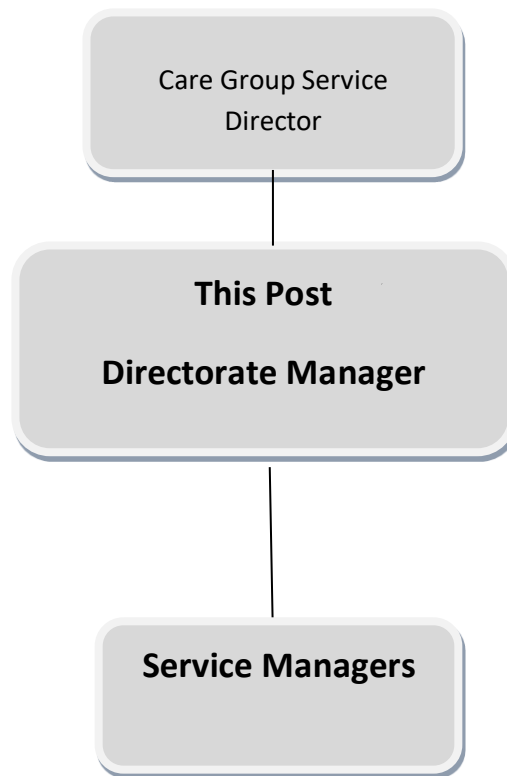 Care Group Service
Director
This Post
Directorate Manager
Service Managers